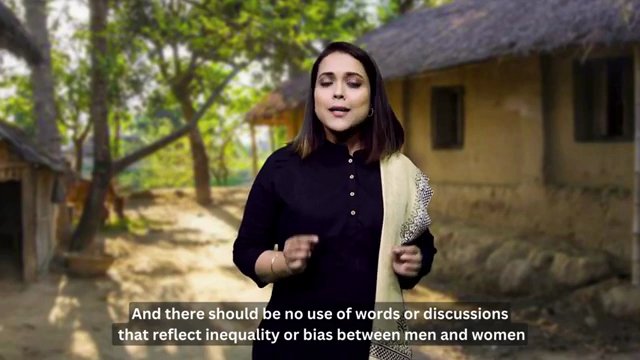 And there should be no use of words or discussions
that reflect inequality or bias between men and women